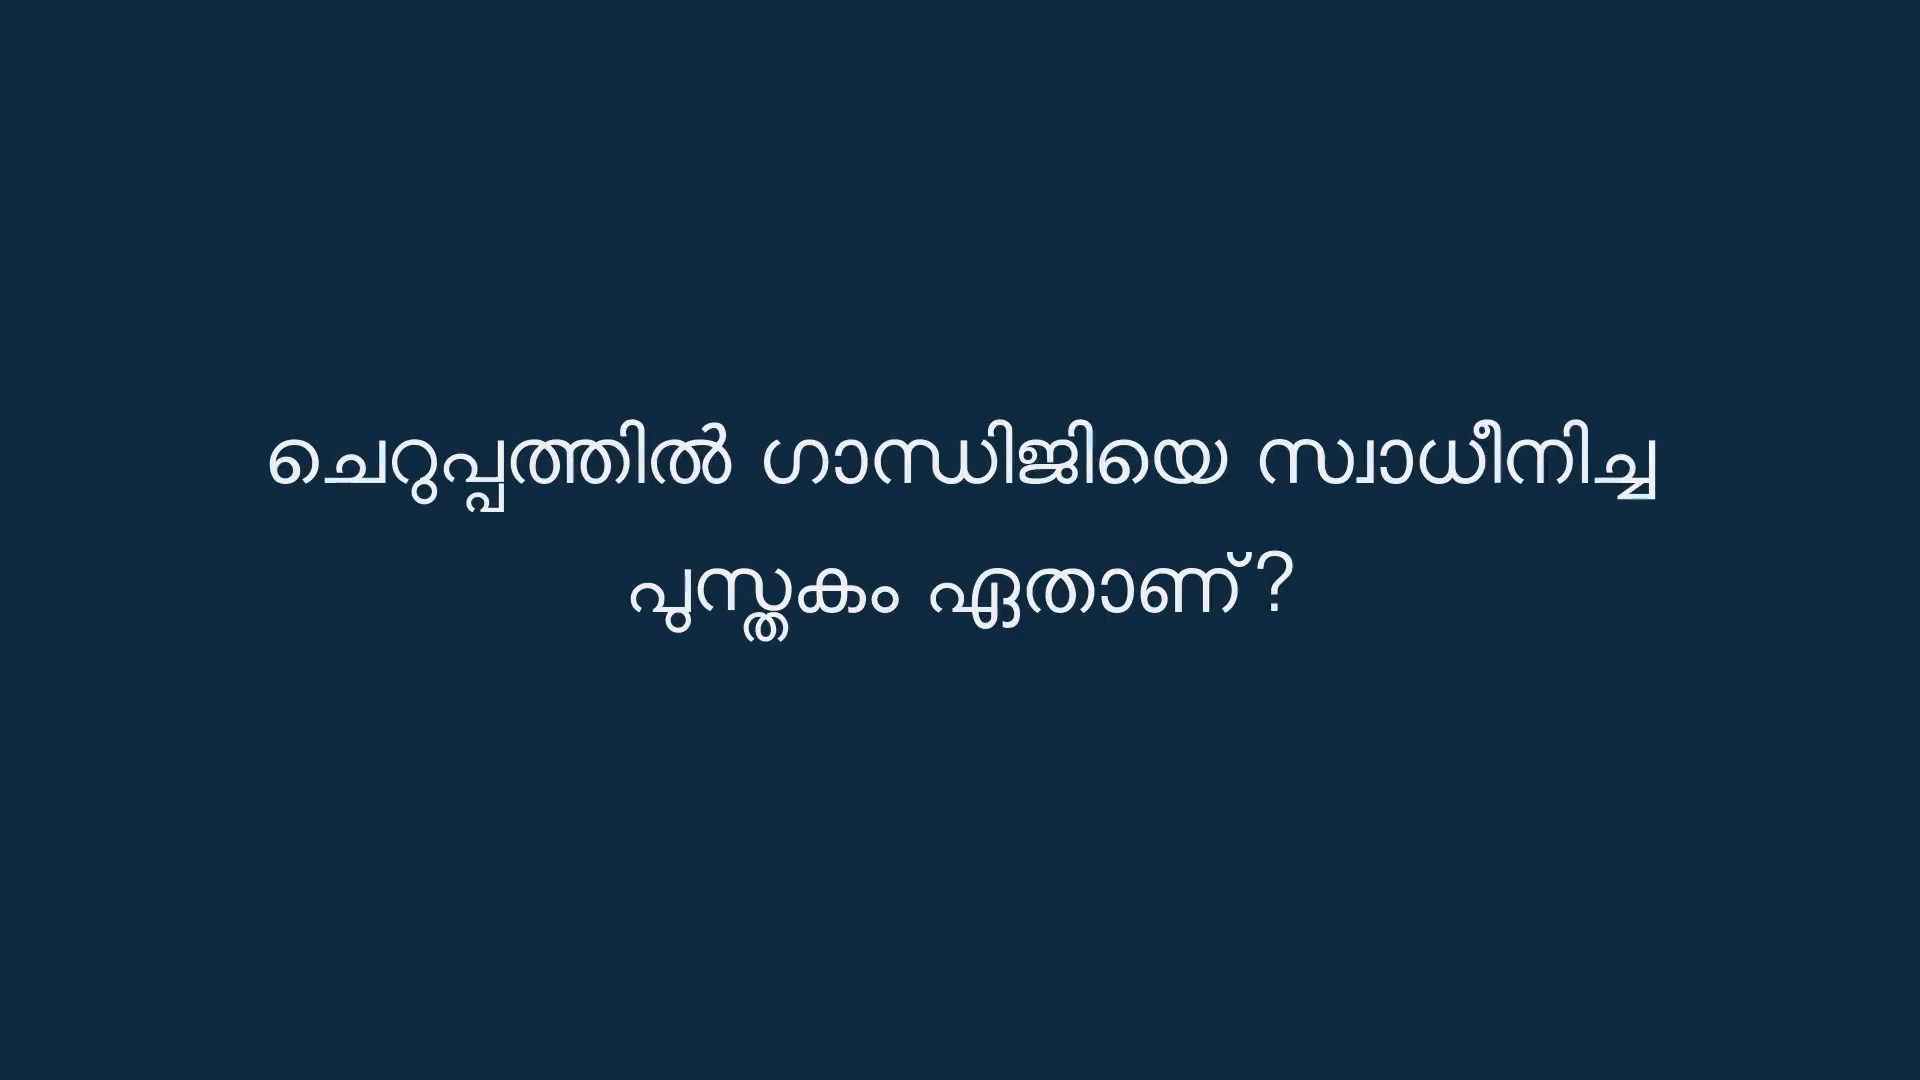 ചെറുപ്പത്തിൽ ഗാന്ധിജിയെ സ്വാധീനിച്ച
പുസ്തകം ഏതാണ്?